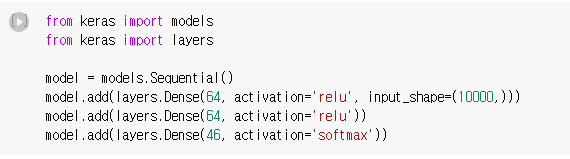 from keras import models
from keras import layers
model = models.Sequential()
model.add(layers.Dense(64, activation='relu', input_shape=(10000,)))
model.add(layers.Dense(64, activation='relu'))
model.add(layers.Dense(46, activation='softmax'))